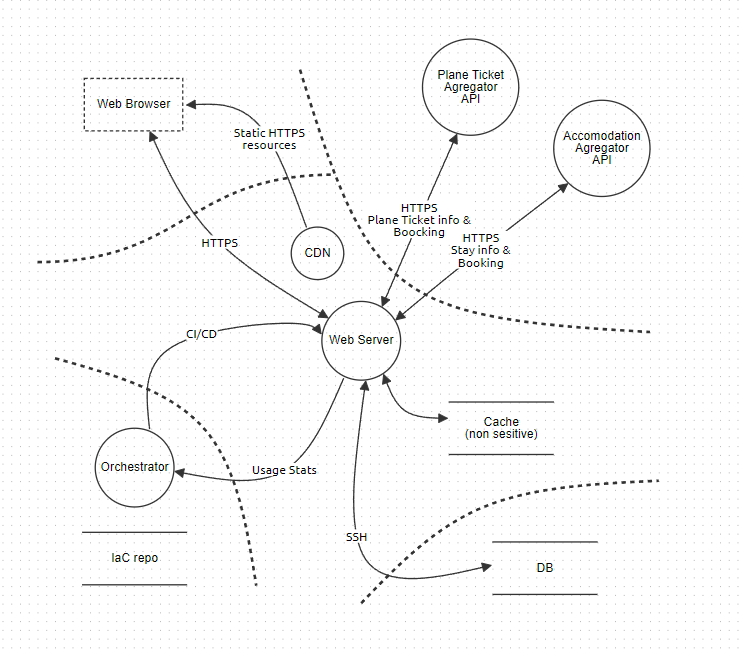 Plane Ticket
Agregator
API
Web Browser
Static HTTPS
resources
Accomodation
Agregator
API
HTTPS
Plane Ticket info &
Boocking
HTTPS
Stay info &
Booking
HTTPS
CDN
CI/CD
Web Server
Cache
(non sesitive)
Orchestrator
Usage Stats
SSH
IaC repo
DB